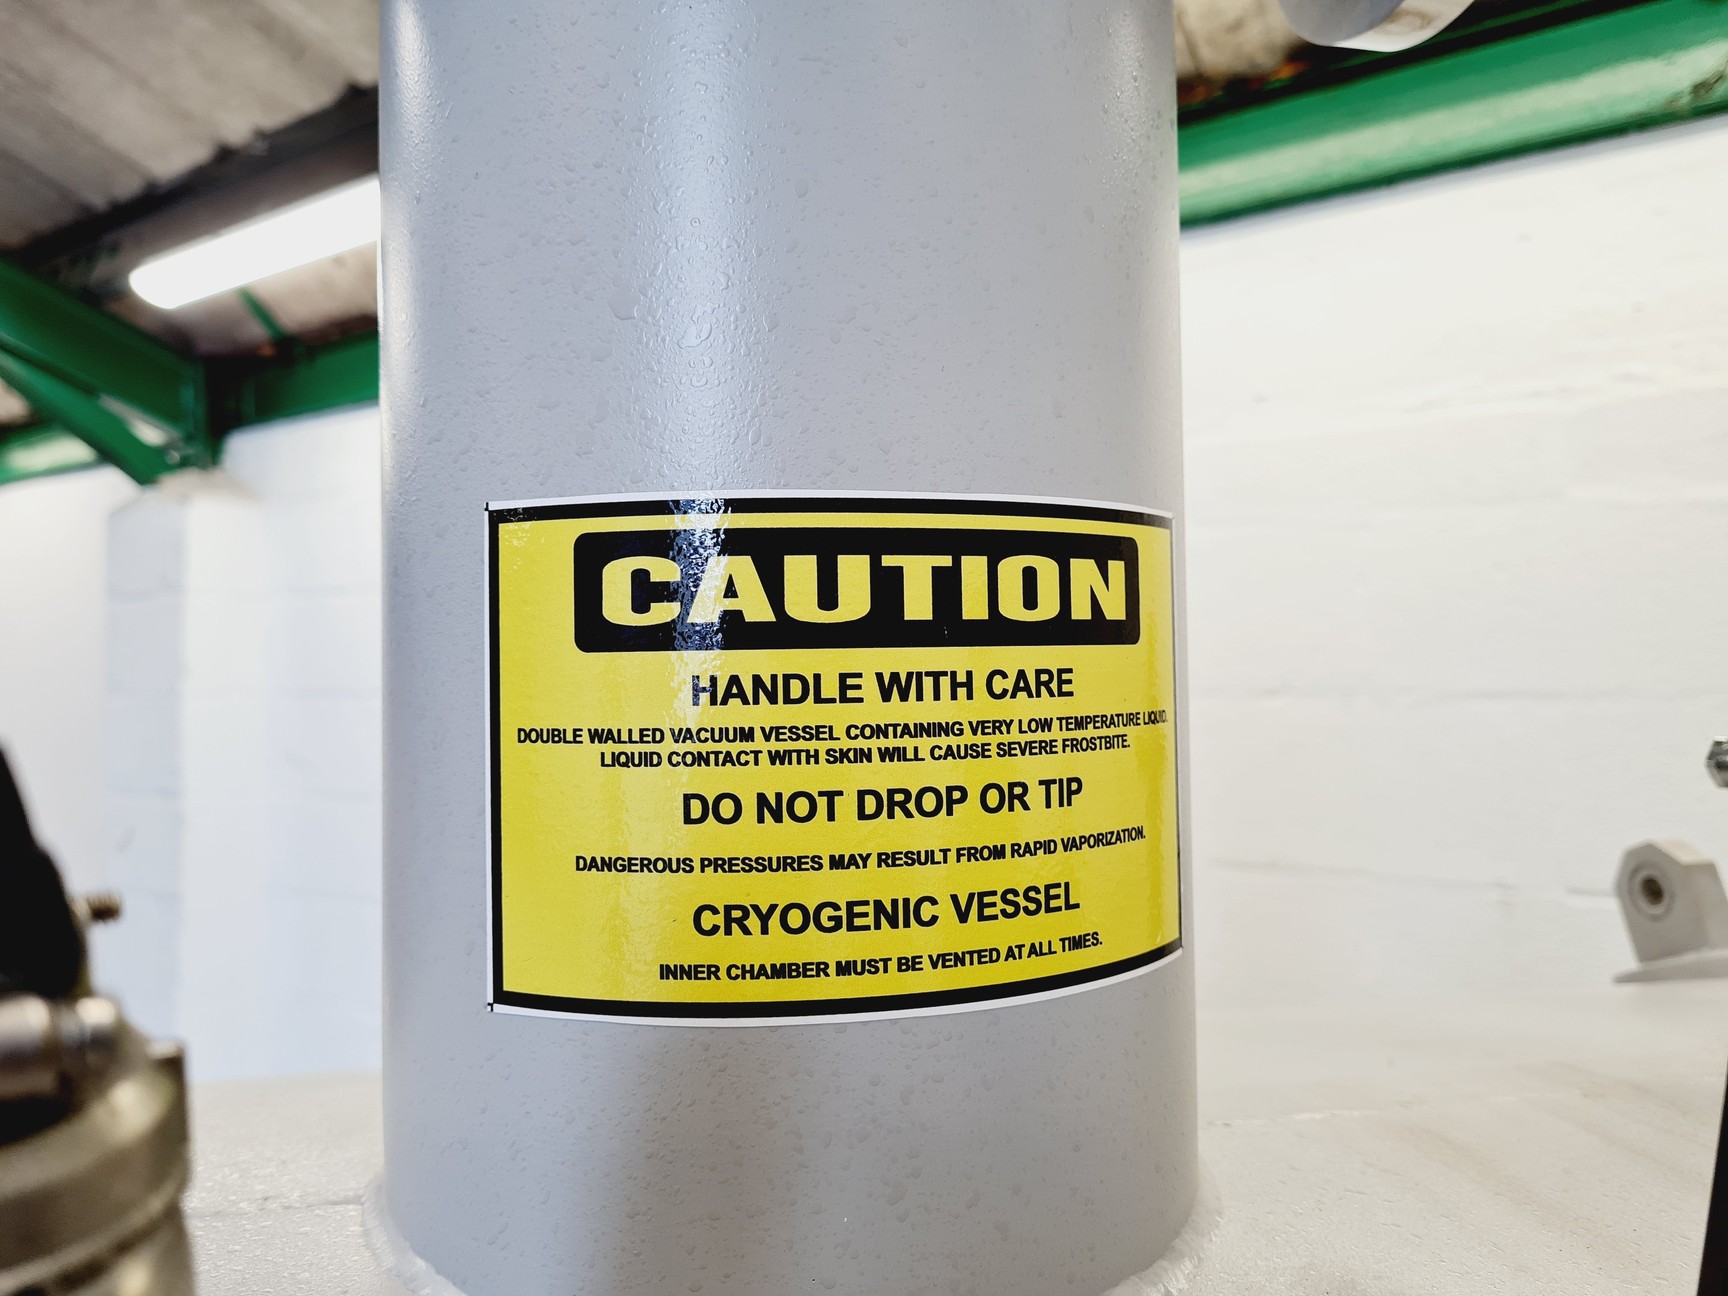 CAUTION
HANDLE WITH CARE
DOUBLE WALLED VACUUM VESSEL CONTAINING VERY LOW TEMPERATURE LIQUID.
LIQUID CONTACT WITH SKIN WILL CAUSE SEVERE FROSTBITE.
DO NOT DROP OR TIP
DANGEROUS PRESSURES MAY RESULT FROM RAPID VAPORIZATION.
CRYOGENIC VESSEL
INNER CHAMBER MUST BE VENTED AT ALL TIMES.